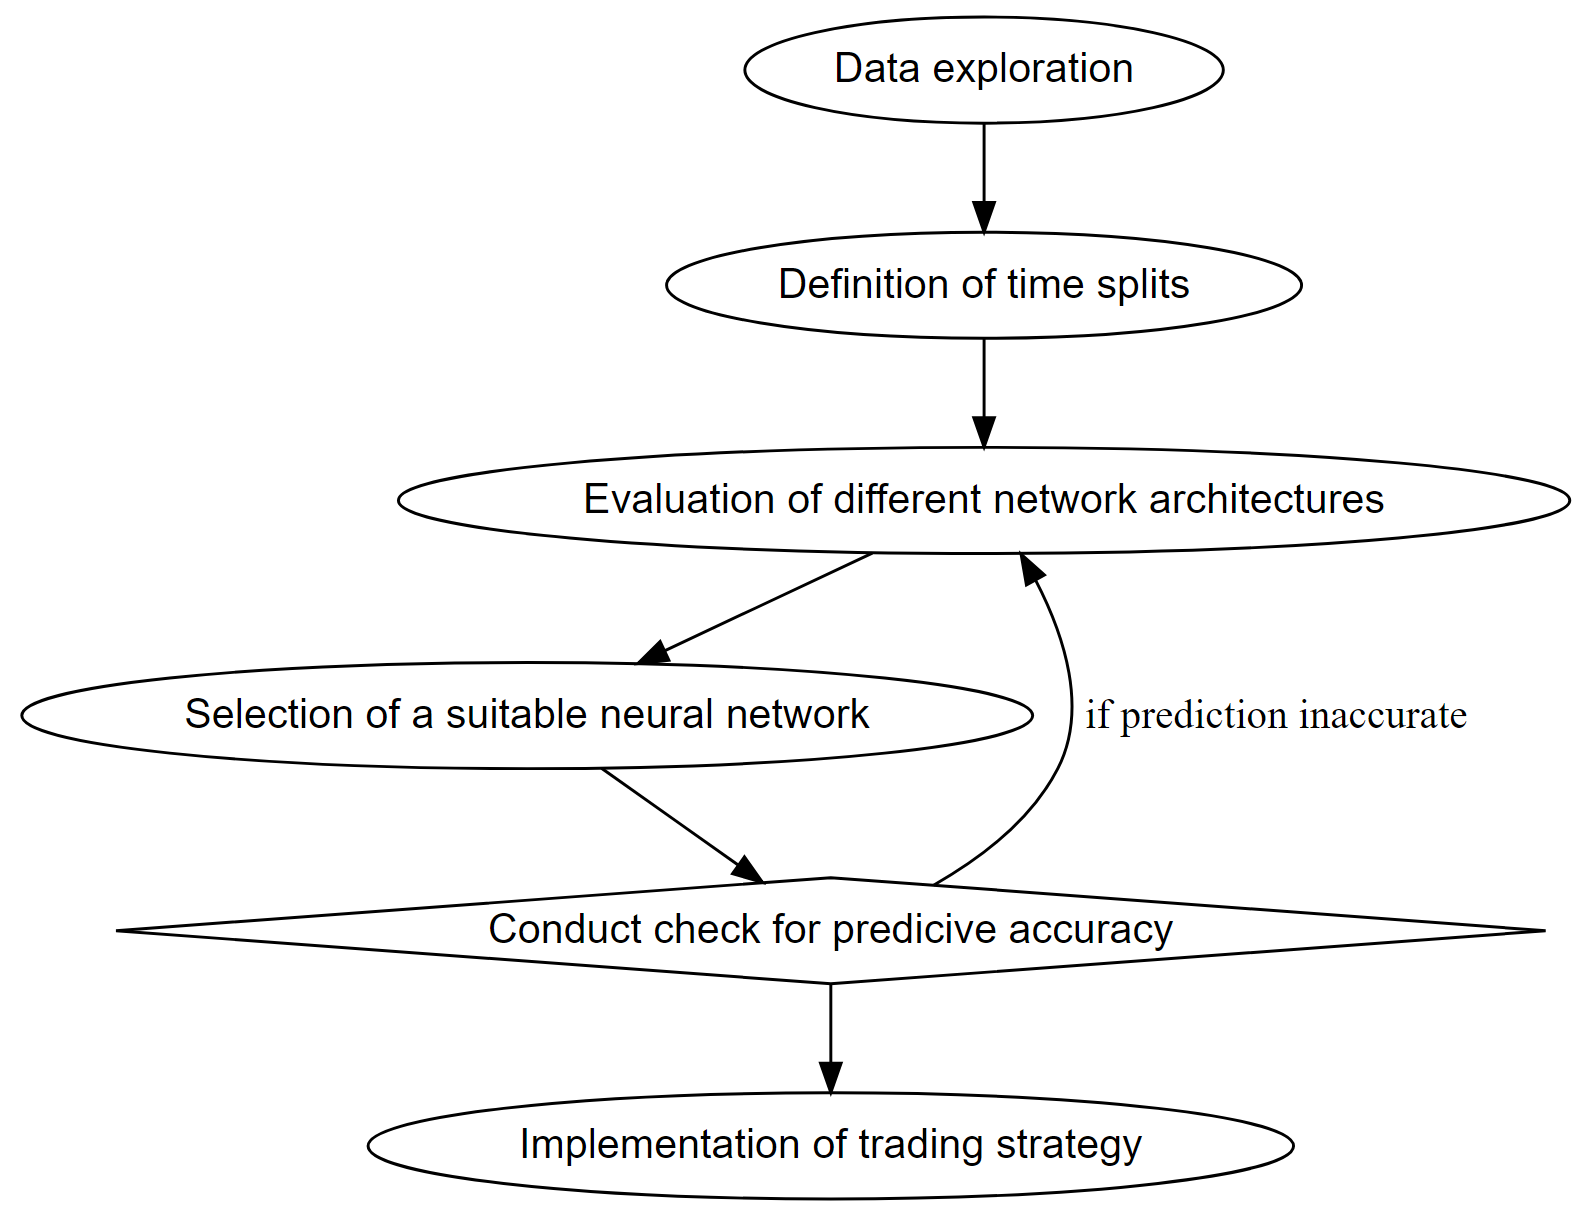 Data exploration
Definition of time splits
Evaluation of different network architectures
Selection of a suitable neural network
if prediction inaccurate
Conduct check for predicive accuracy
Implementation of trading strategy